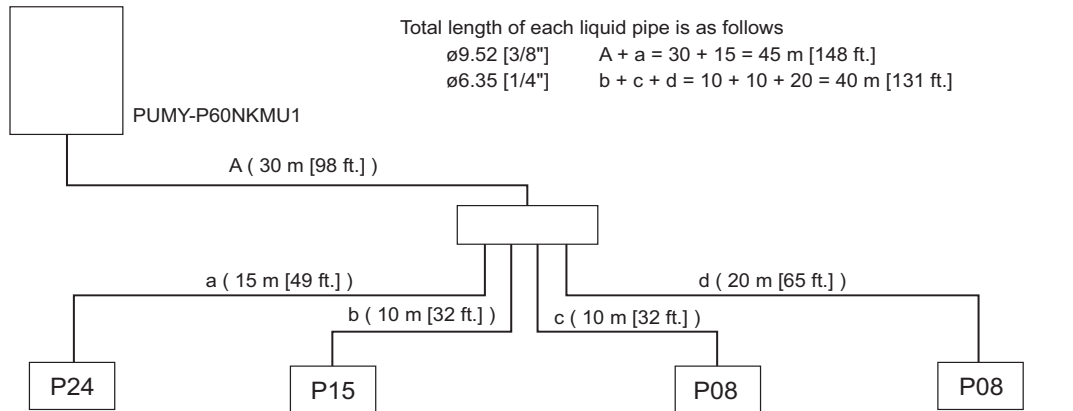 Total length of each liquid pipe is as follows
ø9.52 [3/8"] A + a = 30 + 15 = 45 m [148 ft.]
ø6.35 [1/4"] b + c + d = 10 + 10 + 20 = 40 m [131 ft.]
PUMY-P60NKMU1
A ( 30 m [98 ft.] )
a ( 15 m [49 ft.] )
d ( 20 m [65 ft.] )
b ( 10 m [32 ft.] )
c ( 10 m [32 ft.] )
P24
P15
P08
P08